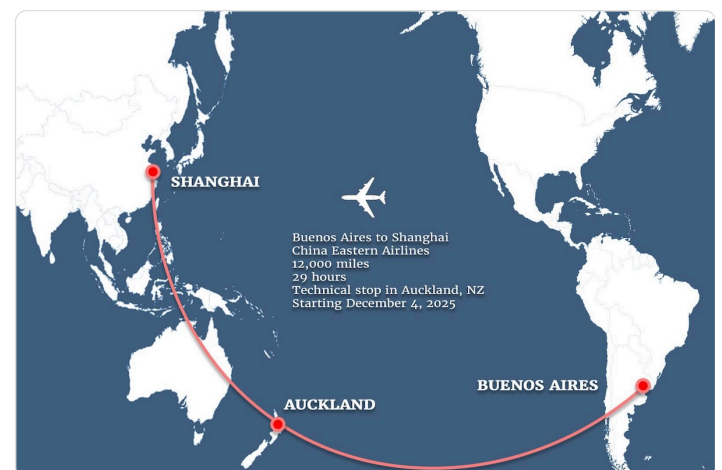 SHANGHAI
Buenos Aires to Shanghai
China Eastern Airlines
12,000 miles
29 hours
Technical stop in Auckland, NZ
Starting December 4, 2025
BUENOS AIRES
AUCKLAND